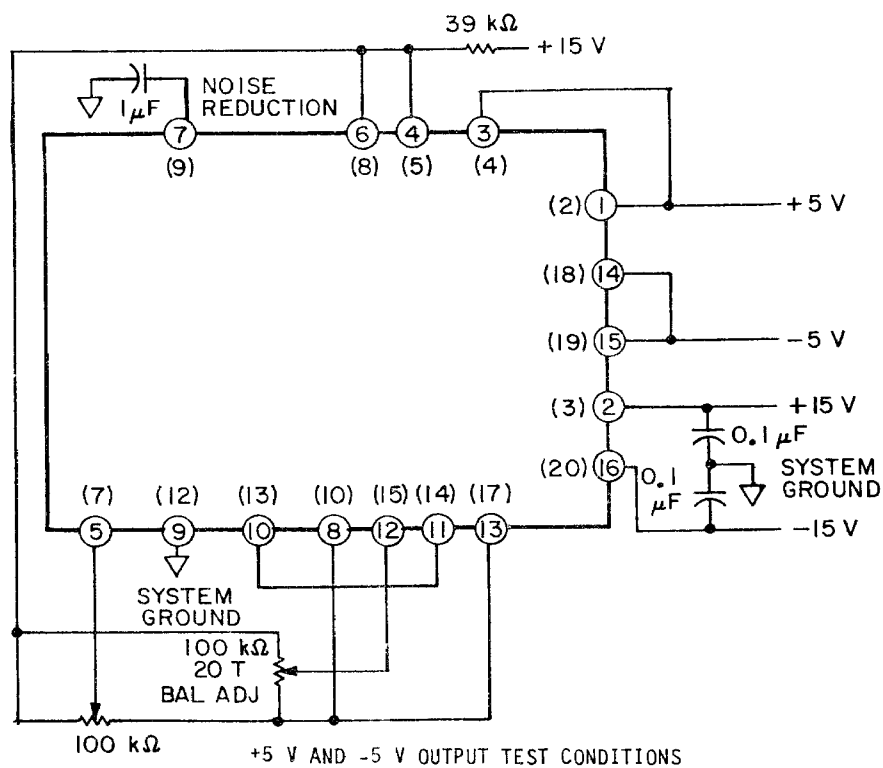 39 kΩ
+15 V
1 µF
NOISE
REDUCTION
7
6
4
3
(9)
(8)
(5)
(4)
(2) 1
+5 V
(18) 14
(19) 15
-5 V
(3) 2
+15 V
0.1 µF
(20) 16
0.1
µF
SYSTEM
GROUND
-15 V
(7)
(12)
(13)
(10)
(15)
(14)
(17)
5
9
10
8
12
11
13
SYSTEM
GROUND
100 kΩ
20 T
BAL ADJ
100 kΩ
+5 V AND -5 V OUTPUT TEST CONDITIONS